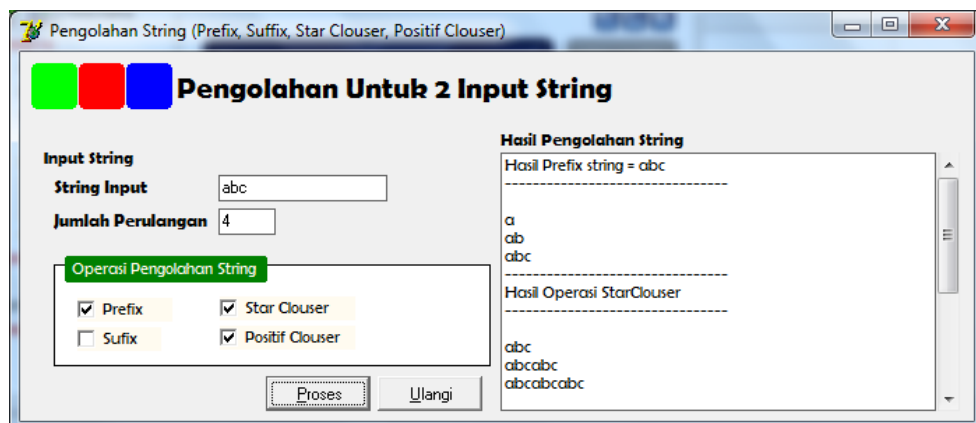 Pengolahan String (Prefix, Suffix, Star Clouser, Positif Clouser)
Pengolahan Untuk 2 Input String
Input String
String Input abc
Jumlah Perulangan 4
Operasi Pengolahan String
Prefix Star Clouser
Sufix Positif Clouser
Proses Ulangi
Hasil Pengolahan String
Hasil Prefix string = abc
--------------------------------
a
ab
abc
--------------------------------
Hasil Operasi StarClouser
--------------------------------
abc
abcabc
abcabcabc